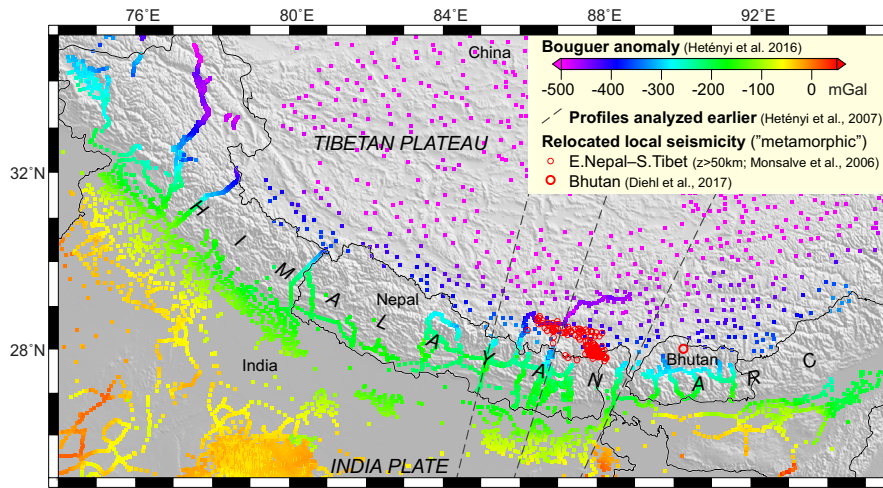 76°E 80°E 84°E 88°E 92°E
China
Bouguer anomaly (Hetényi et al. 2016)
-500 -400 -300 -200 -100 0 mGal
Profiles analyzed earlier (Hetényi et al., 2007)
Relocated local seismicity ("metamorphic")
E.Nepal–S.Tibet (z>50km; Monsalve et al., 2006)
Bhutan (Diehl et al., 2017)
TIBETAN PLATEAU
32°N
HIMALAYAN ARC
Nepal
28°N
India
Bhutan
INDIA PLATE